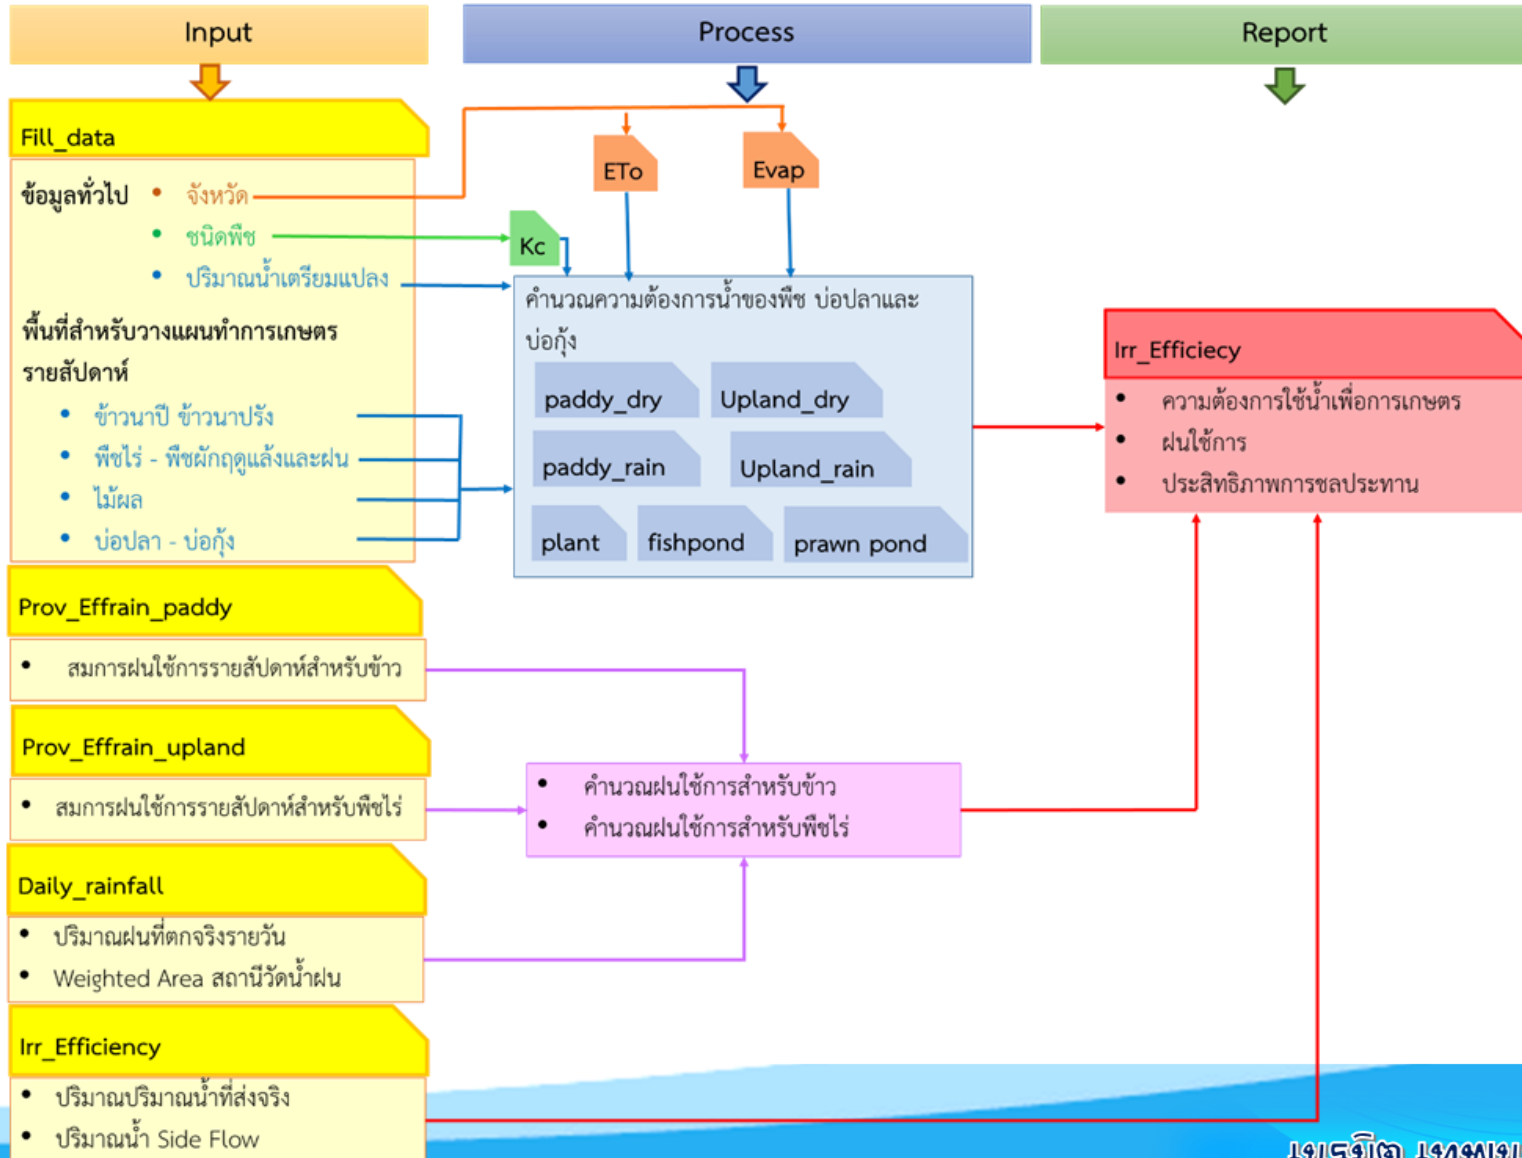 Input
Process
Report
Fill_data
ข้อมูลทั่วไป • จังหวัด
• ชนิดพืช
• ปริมาณน้ำเตรียมแปลง
พื้นที่สำหรับวางแผนทำการเกษตร
รายสัปดาห์
• ข้าวนาปี ข้าวนาปรัง
• พืชไร่ - พืชผักฤดูแล้งและฝน
• ไม้ผล
• บ่อปลา - บ่อกุ้ง
Prov_Effrain_paddy
• สมการฝนใช้การรายสัปดาห์สำหรับข้าว
Prov_Effrain_upland
• สมการฝนใช้การรายสัปดาห์สำหรับพืชไร่
Daily_rainfall
• ปริมาณฝนที่ตกจริงรายวัน
• Weighted Area สถานีวัดน้ำฝน
Irr_Efficiency
• ปริมาณปริมาณน้ำที่ส่งจริง
• ปริมาณน้ำ Side Flow
ETo
Evap
Kc
คำนวณความต้องการน้ำของพืช บ่อปลาและ
บ่อกุ้ง
paddy_dry
Upland_dry
paddy_rain
Upland_rain
plant
fishpond
prawn pond
• คำนวณฝนใช้การสำหรับข้าว
• คำนวณฝนใช้การสำหรับพืชไร่
Irr_Efficiecy
• ความต้องการใช้น้ำเพื่อการเกษตร
• ฝนใช้การ
• ประสิทธิภาพการชลประทาน